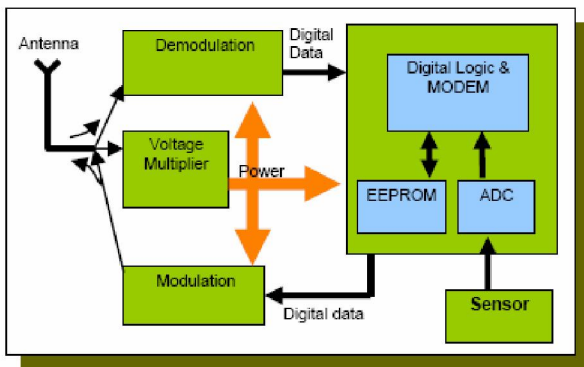 Antenna
Demodulation
Digital
Data
Digital Logic &
MODEM
Voltage
Multiplier
Power
EEPROM
ADC
Modulation
Digital data
Sensor